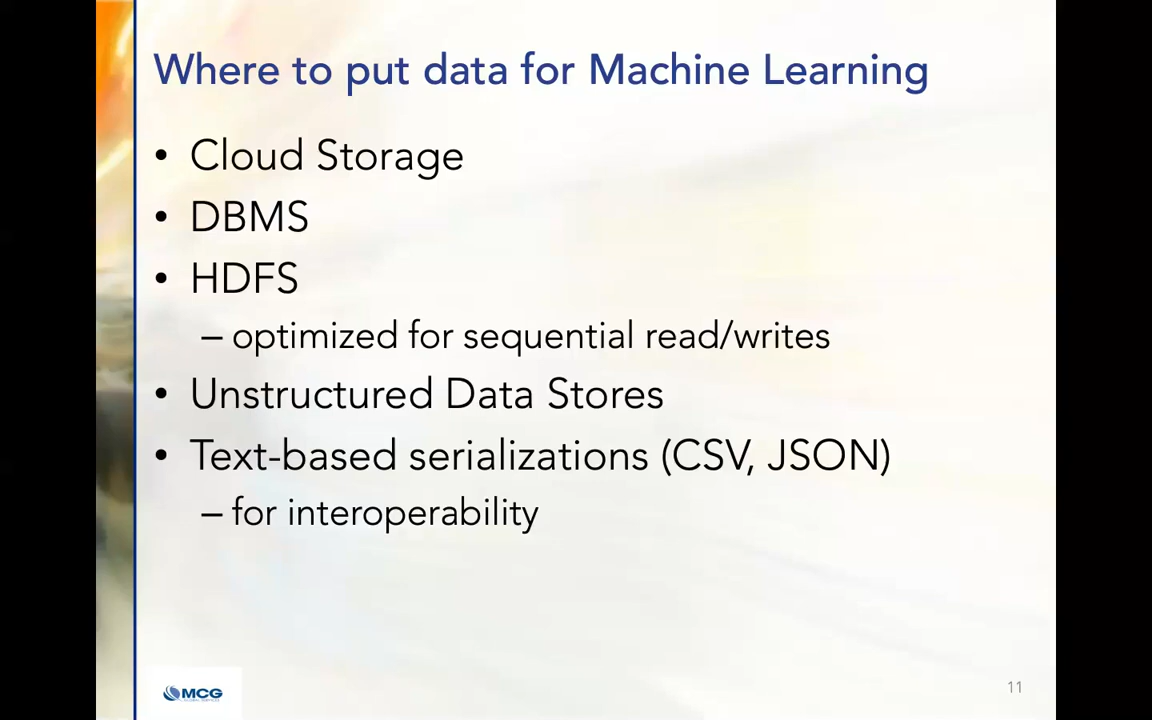 Where to put data for Machine Learning
• Cloud Storage
• DBMS
• HDFS
– optimized for sequential read/writes
• Unstructured Data Stores
• Text-based serializations (CSV, JSON)
– for interoperability
MCG
11